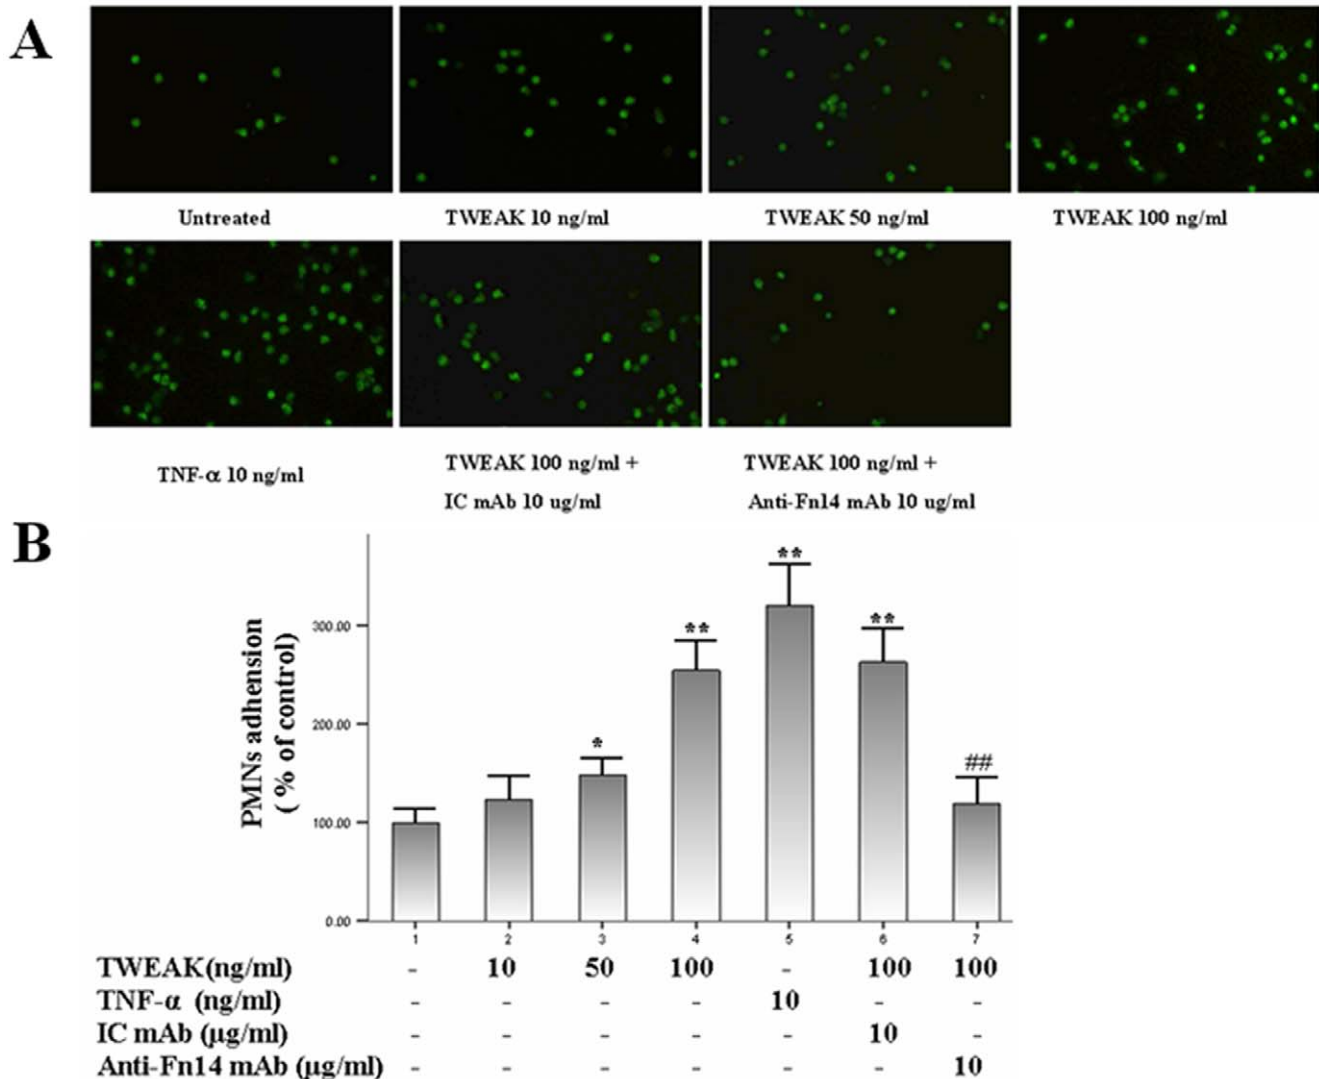 A
Untreated
TWEAK 10 ng/ml
TWEAK 50 ng/ml
TWEAK 100 ng/ml
TNF-α 10 ng/ml
TWEAK 100 ng/ml +
IC mAb 10 ug/ml
TWEAK 100 ng/ml +
Anti-Fn14 mAb 10 ug/ml
B
PMNs adhension
( % of control)
300.00
200.00
100.00
0.00
*
**
**
**
##
1 2 3 4 5 6 7
TWEAK(ng/ml) - 10 50 100 - 100 100
TNF-α (ng/ml) - - - - 10 - -
IC mAb (µg/ml) - - - - - 10 -
Anti-Fn14 mAb (µg/ml) - - - - - - 10